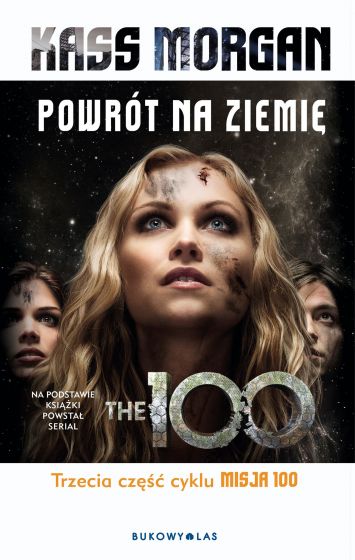 KASS MORGAN
POWRÓT NA ZIEMIĘ
NA PODSTAWIE
KSIĄŻKI
POWSTAŁ
SERIAL
THE 100
Trzecia część cyklu MISJA 100
BUKOWY LAS